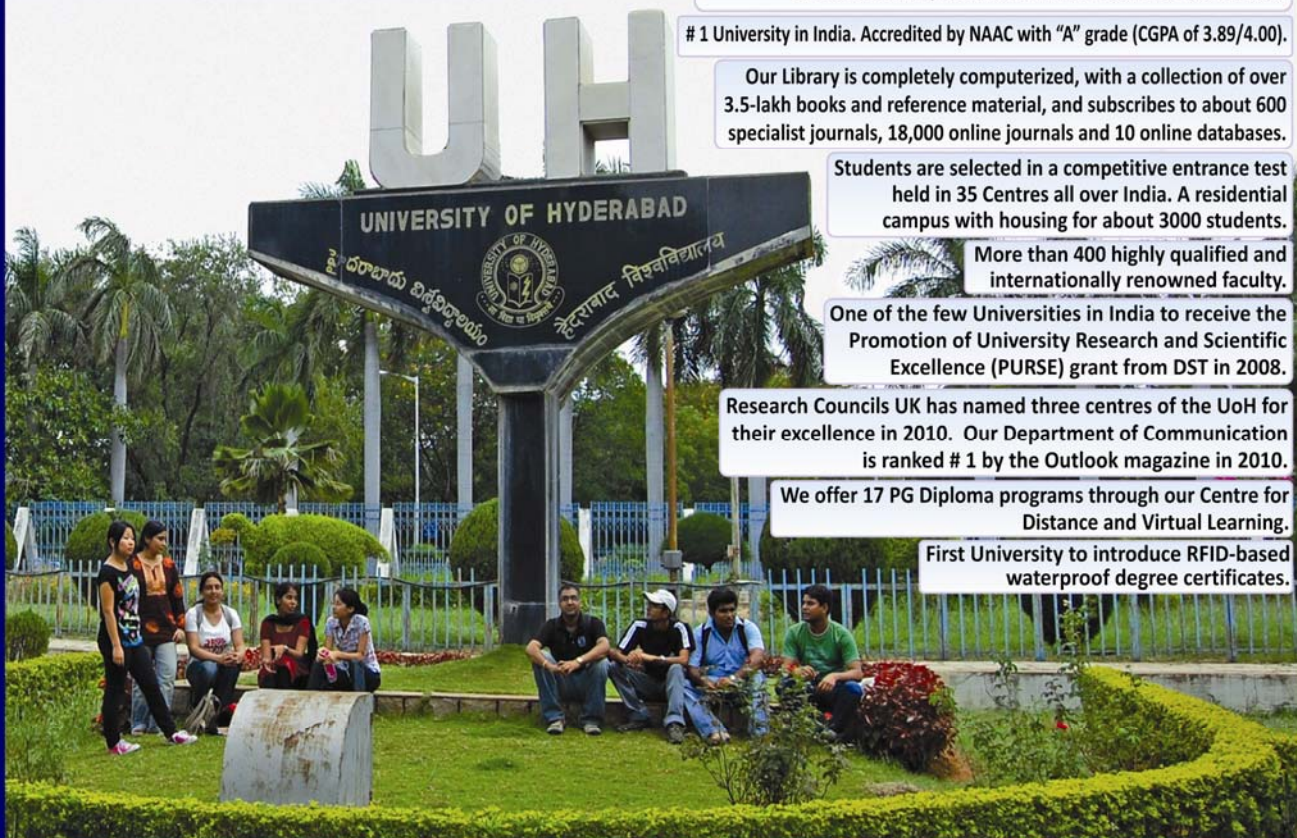 # 1 University in India. Accredited by NAAC with “A” grade (CGPA of 3.89/4.00).
Our Library is completely computerized, with a collection of over
3.5-lakh books and reference material, and subscribes to about 600
specialist journals, 18,000 online journals and 10 online databases.
Students are selected in a competitive entrance test
held in 35 Centres all over India. A residential
campus with housing for about 3000 students.
More than 400 highly qualified and
internationally renowned faculty.
One of the few Universities in India to receive the
Promotion of University Research and Scientific
Excellence (PURSE) grant from DST in 2008.
Research Councils UK has named three centres of the UoH for
their excellence in 2010. Our Department of Communication
is ranked # 1 by the Outlook magazine in 2010.
We offer 17 PG Diploma programs through our Centre for
Distance and Virtual Learning.
First University to introduce RFID-based
waterproof degree certificates.
UH
UNIVERSITY OF HYDERABAD
UNIVERSITY OF HYDERABAD
सा विद्या या विमुक्तये
విశ్వవిద్యాలయం
हैदराबाद विश्वविद्यालय